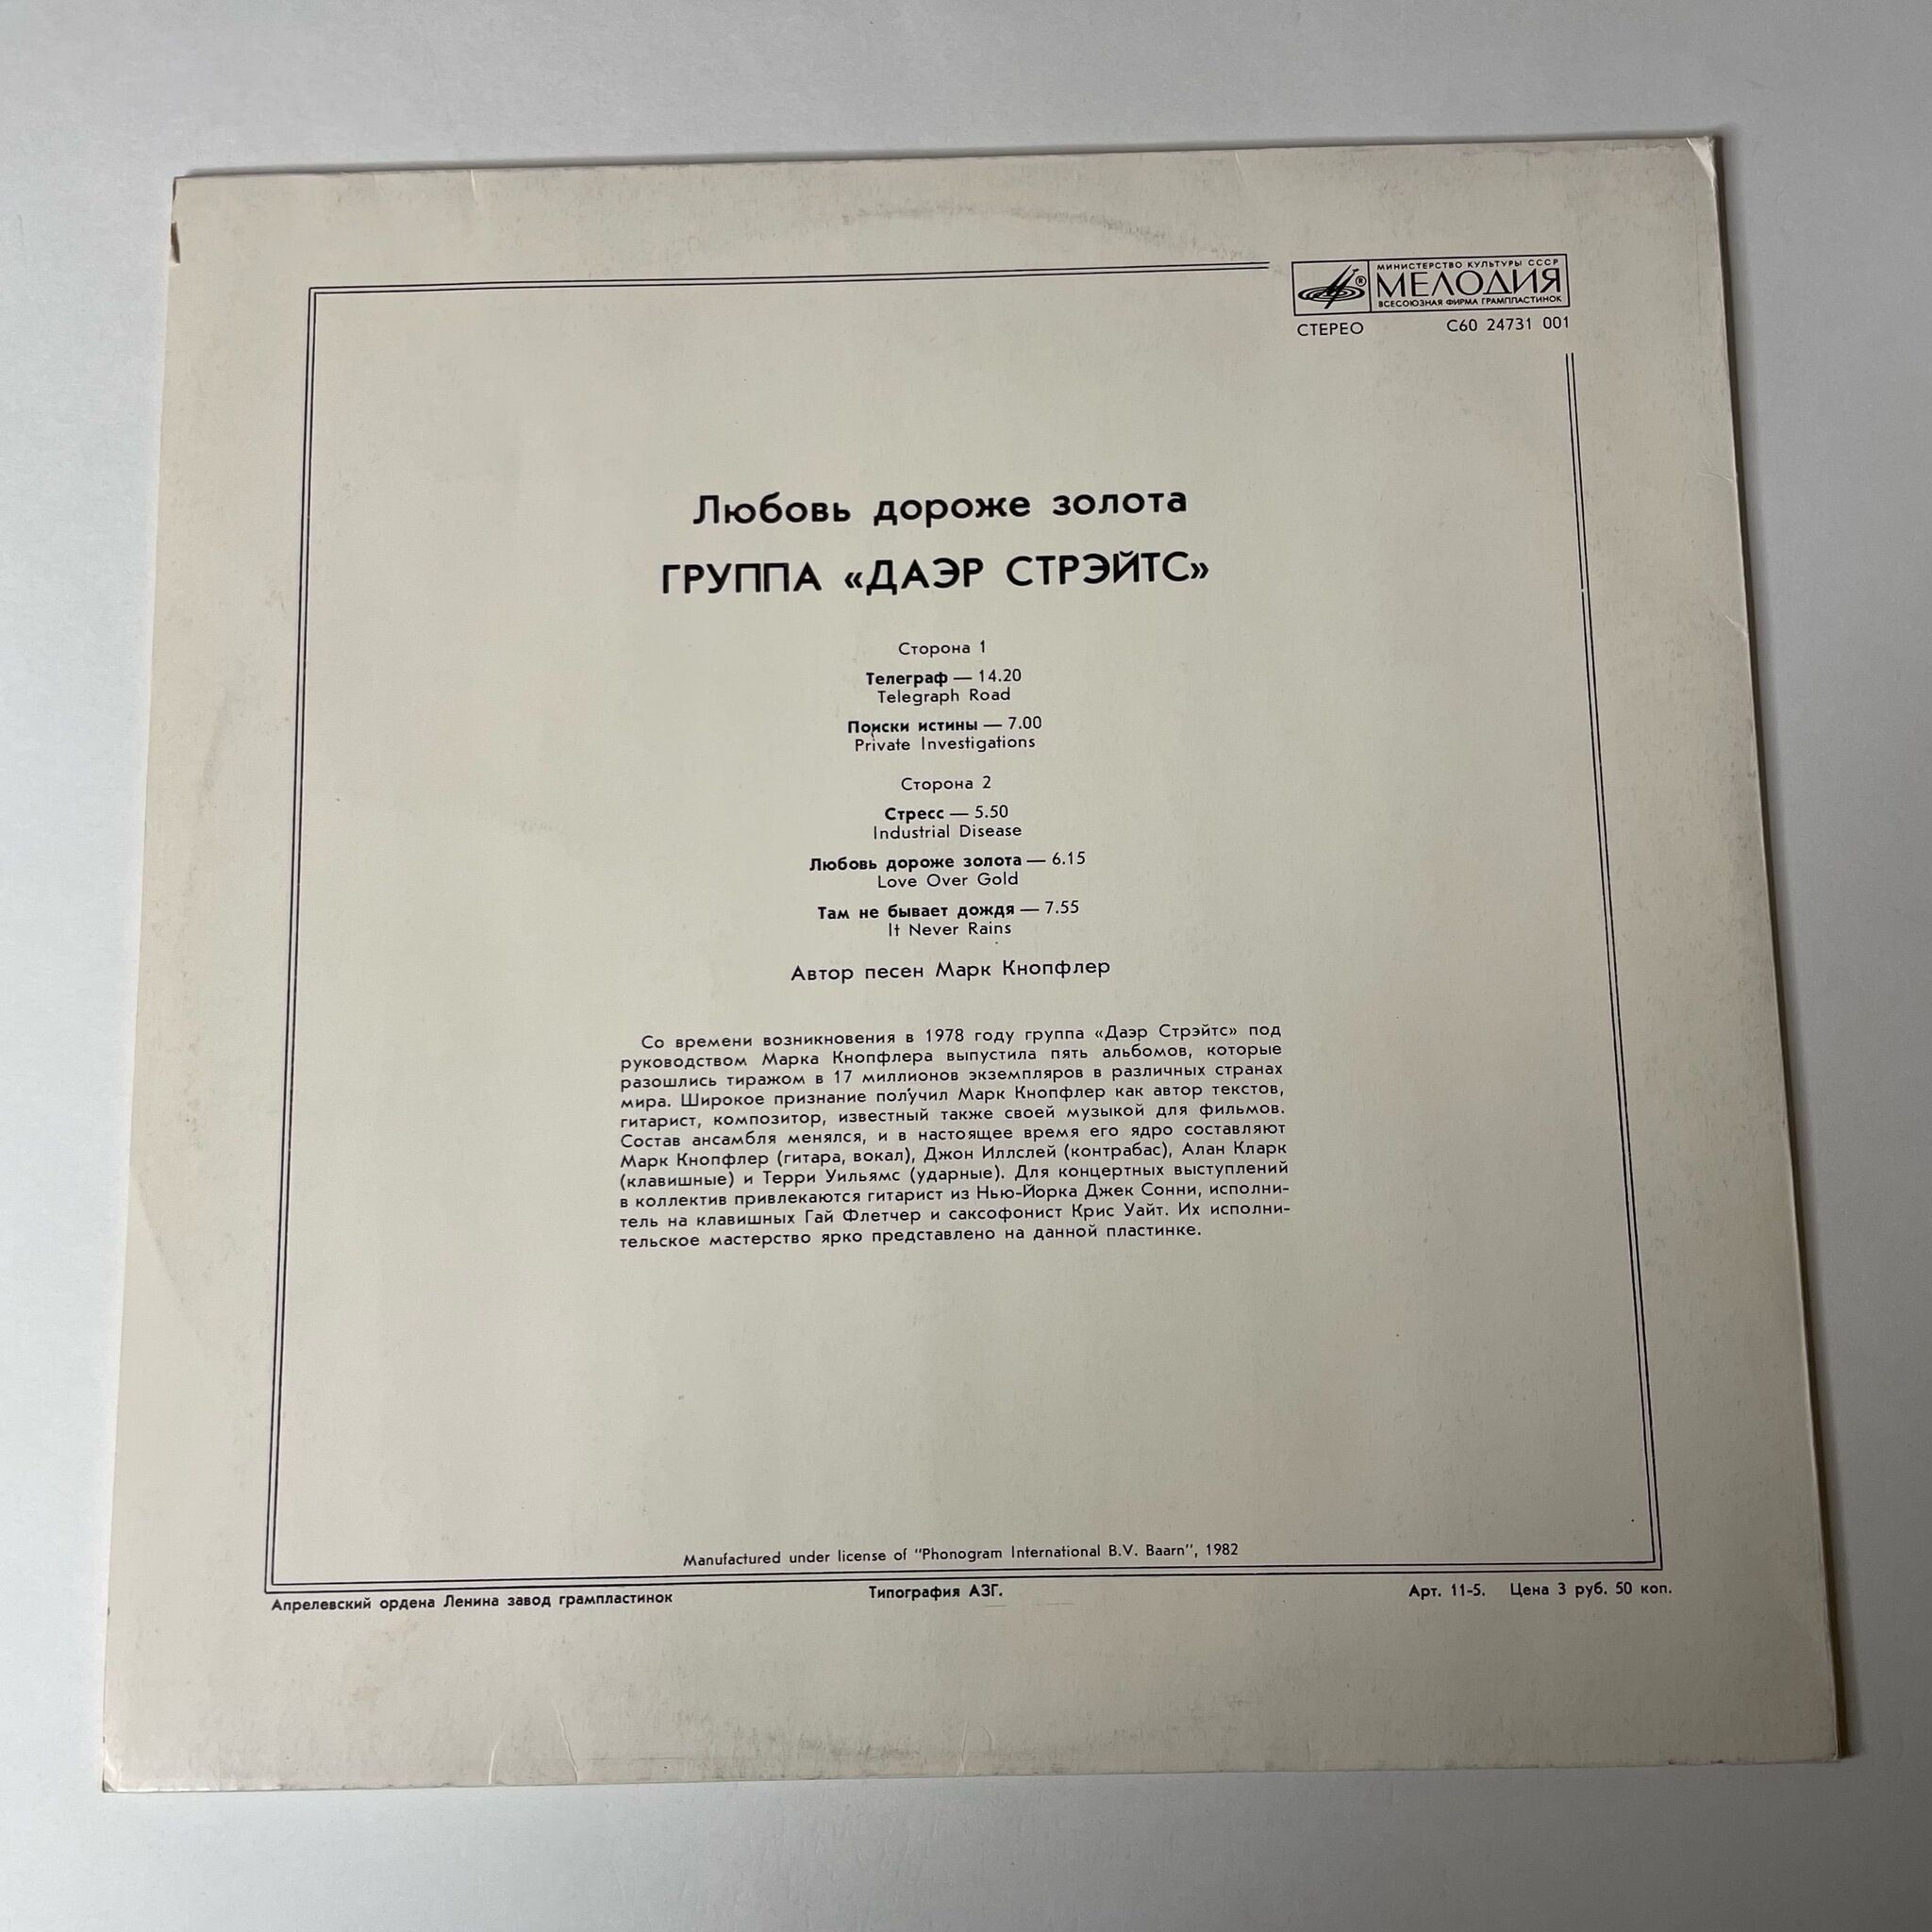 МИНИСТЕРСТВО КУЛЬТУРЫ СССР
МЕЛОДИЯ
ВСЕСОЮЗНАЯ ФИРМА ГРАМПЛАСТИНОК
СТЕРЕО С60 24731 001
Любовь дороже золота
ГРУППА «ДАЭР СТРЭЙТС»
Сторона 1
Телеграф — 14.20
Telegraph Road
Поиски истины — 7.00
Private Investigations
Сторона 2
Стресс — 5.50
Industrial Disease
Любовь дороже золота — 6.15
Love Over Gold
Там не бывает дождя — 7.55
It Never Rains
Автор песен Марк Кнопфлер
Со времени возникновения в 1978 году группа «Даэр Стрэйтс» под
руководством Марка Кнопфлера выпустила пять альбомов, которые
разошлись тиражом в 17 миллионов экземпляров в различных странах
мира. Широкое признание получил Марк Кнопфлер как автор текстов,
гитарист, композитор, известный также своей музыкой для фильмов.
Состав ансамбля менялся, и в настоящее время его ядро составляют
Марк Кнопфлер (гитара, вокал), Джон Иллслей (контрабас), Алан Кларк
(клавишные) и Терри Уильямс (ударные). Для концертных выступлений
в коллектив привлекаются гитарист из Нью-Йорка Джек Сонни, исполни-
тель на клавишных Гай Флетчер и саксофонист Крис Уайт. Их исполни-
тельское мастерство ярко представлено на данной пластинке.
Manufactured under license of "Phonogram International B.V. Baarn", 1982
Апрелевский ордена Ленина завод грампластинок Типография АЗГ. Арт. 11-5. Цена 3 руб. 50 коп.